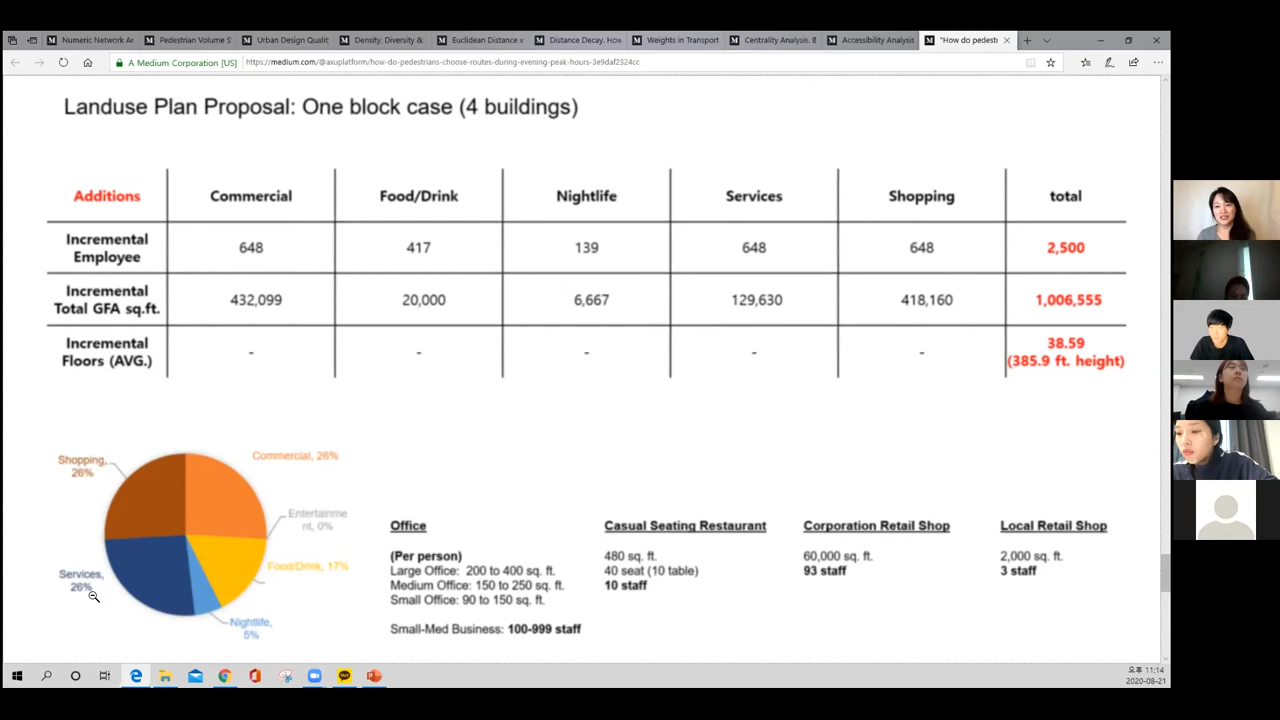 Numeric Network Ar
Pedestrian Volume S
Urban Design Qualit
Density, Diversity &
Euclidean Distance v
Distance Decay, How
Weights in Transport
Centrality Analysis. B
Accessibility Analysis
"How do pedestr
A Medium Corporation [US]
https://medium.com/@axuplatform/how-do-pedestrians-choose-routes-during-evening-peak-hours-3e9daf2324cc
Landuse Plan Proposal: One block case (4 buildings)
Additions Commercial Food/Drink Nightlife Services Shopping total
Incremental
Employee 648 417 139 648 648 2,500
Incremental
Total GFA sq.ft. 432,099 20,000 6,667 129,630 418,160 1,006,555
Incremental
Floors (AVG.) - - - - - 38.59
(385.9 ft. height)
Shopping,
26%
Commercial, 26%
Entertainme
nt, 0%
Food/Drink, 17%
Services,
26%
Nightlife,
5%
Office
(Per person)
Large Office: 200 to 400 sq. ft.
Medium Office: 150 to 250 sq. ft.
Small Office: 90 to 150 sq. ft.
Small-Med Business: 100-999 staff
Casual Seating Restaurant
480 sq. ft.
40 seat (10 table)
10 staff
Corporation Retail Shop
60,000 sq. ft.
93 staff
Local Retail Shop
2,000 sq. ft.
3 staff
오후 11:14
2020-08-21